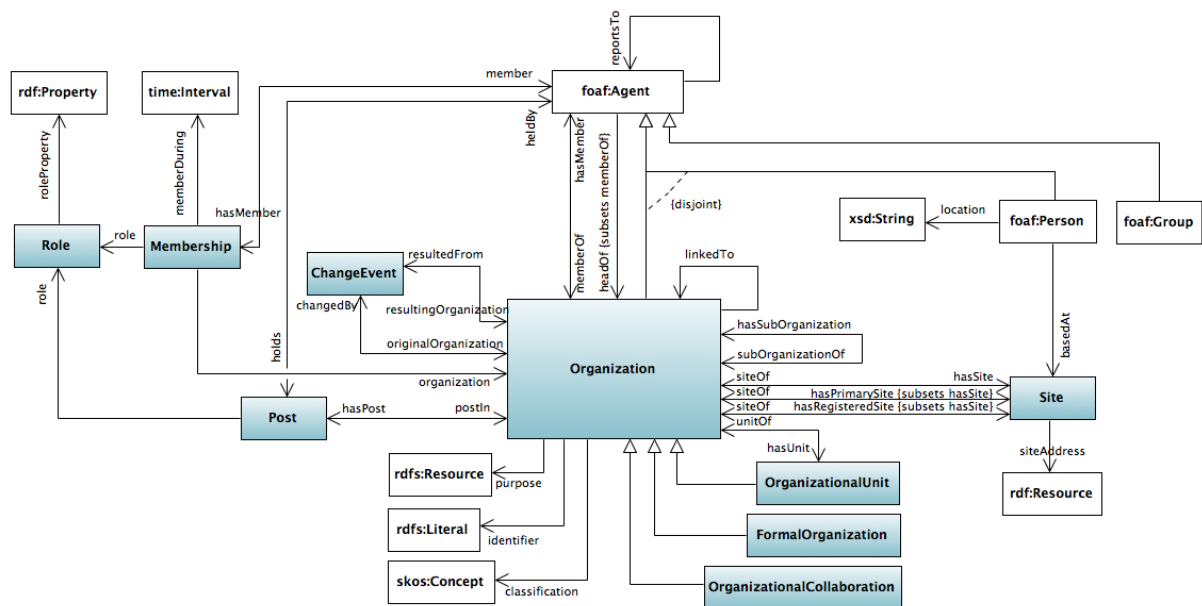 reportsTo
member
rdf:Property
time:Interval
foaf:Agent
heldBy
hasMember
roleProperty
memberDuring
headOf {subsets memberOf}
{disjoint}
hasMember
xsd:String
location
foaf:Person
foaf:Group
Role
role
Membership
resultedFrom
memberOf
linkedTo
ChangeEvent
changedBy
role
resultingOrganization
hasSubOrganization
basedAt
holds
originalOrganization
subOrganizationOf
Organization
organization
siteOf
hasSite
siteOf
hasPrimarySite {subsets hasSite}
Site
siteOf
hasRegisteredSite {subsets hasSite}
Post
hasPost
postIn
unitOf
hasUnit
siteAddress
rdfs:Resource
purpose
OrganizationalUnit
rdf:Resource
rdfs:Literal
identifier
FormalOrganization
skos:Concept
classification
OrganizationalCollaboration